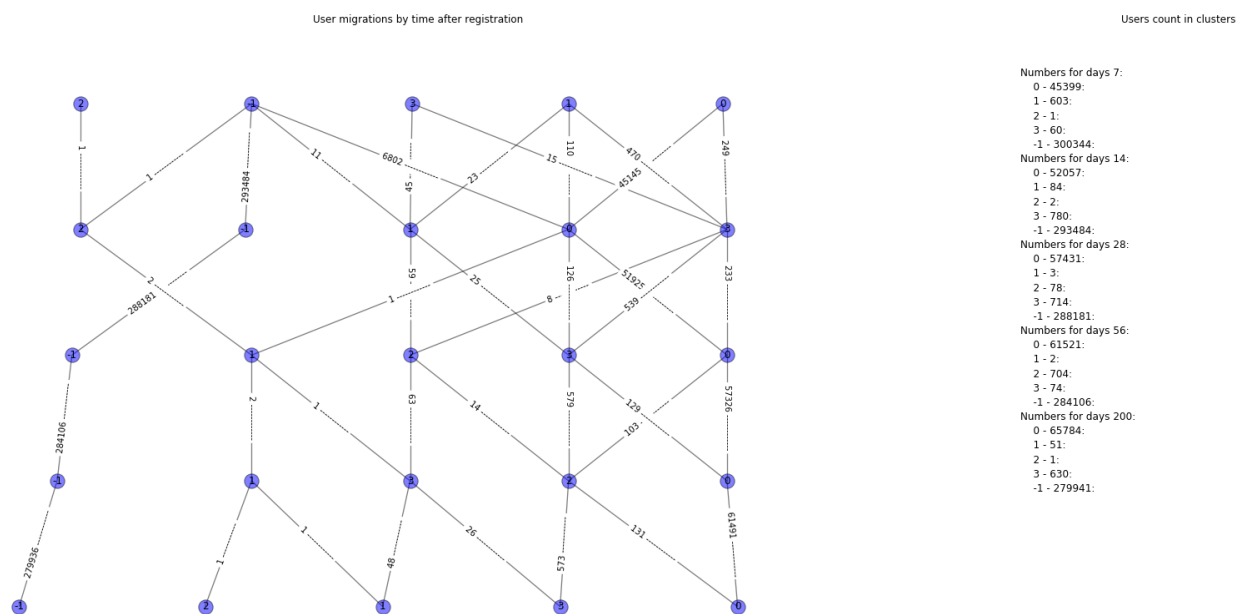 User migrations by time after registration
Users count in clusters
2 -1 3 1 0
1 1 293484 11 6802 45 15 23 110 470 45145 249
2 -1 1 0 3
2 288181 59 25 1 126 8 51925 539 233
-1 1 2 3 0
284106 2 1 63 14 579 129 103 57326
-1 1 3 2 0
279936 1 1 48 26 573 131 61491
-1 2 1 3 0
Numbers for days 7:
0 - 45399:
1 - 603:
2 - 1:
3 - 60:
-1 - 300344:
Numbers for days 14:
0 - 52057:
1 - 84:
2 - 2:
3 - 780:
-1 - 293484:
Numbers for days 28:
0 - 57431:
1 - 3:
2 - 78:
3 - 714:
-1 - 288181:
Numbers for days 56:
0 - 61521:
1 - 2:
2 - 704:
3 - 74:
-1 - 284106:
Numbers for days 200:
0 - 65784:
1 - 51:
2 - 1:
3 - 630:
-1 - 279941: